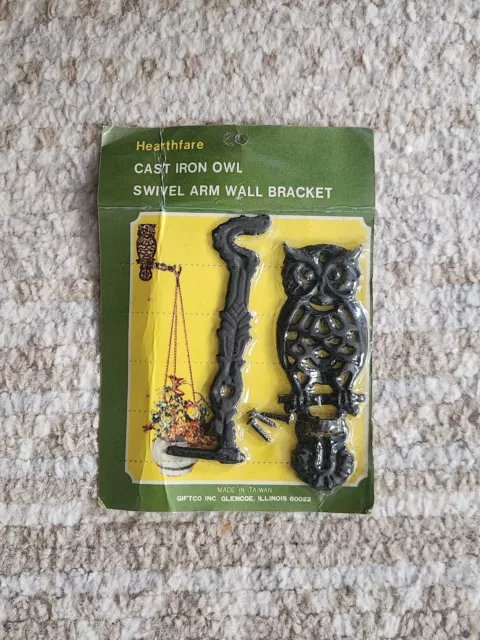 Hearthfare
CAST IRON OWL
SWIVEL ARM WALL BRACKET
MADE IN TAIWAN
GIFTCO INC. GLENCOE, ILLINOIS 60022